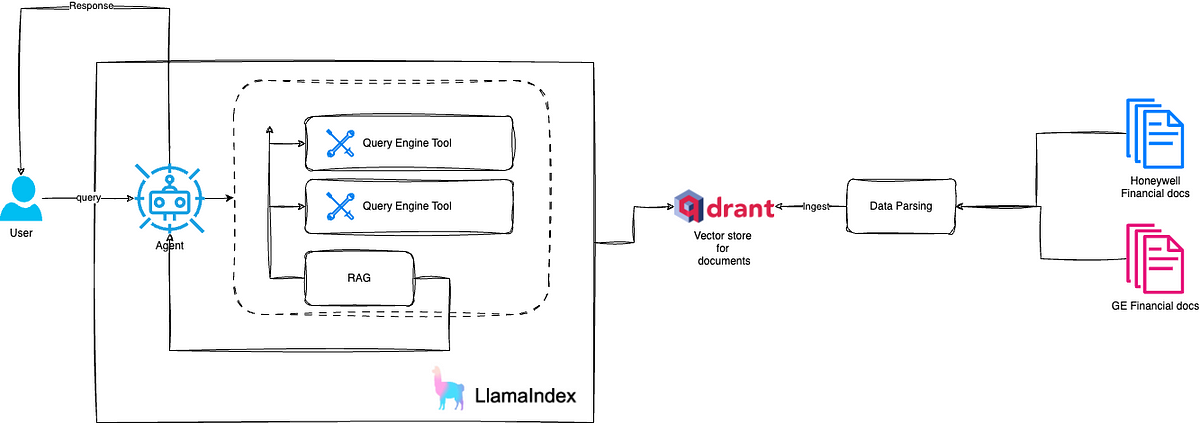 Response
User
query
Agent
Query Engine Tool
Query Engine Tool
RAG
LlamaIndex
qdrant
Vector store
for
documents
Ingest
Data Parsing
Honeywell
Financial docs
GE Financial docs